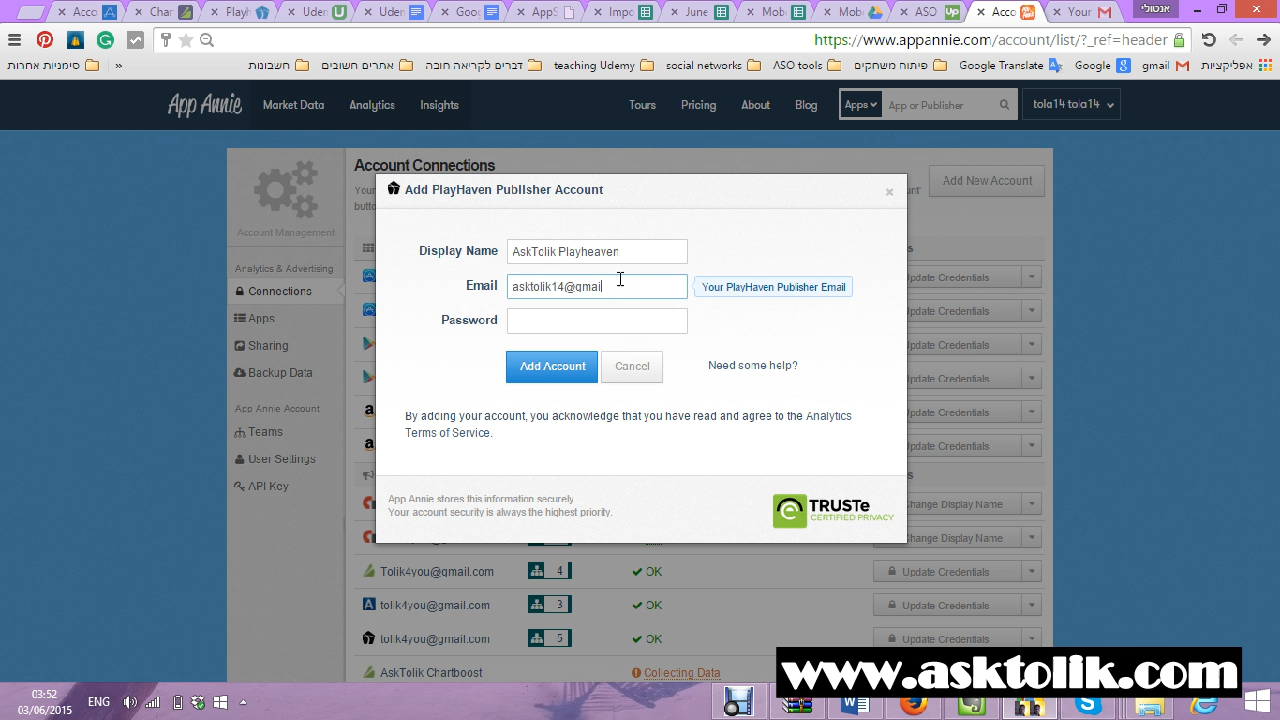 Acco
Char
Playh
Uden
Uden
Goog
AppS
Impo
June
Mobi
Mobi
ASO
Acco
Your
אנטולי
https://www.appannie.com/account/list/?_ref=header
סימניות אחרות
»
חשבונות
אתרים חשובים
דברים לקריאה חובה
teaching Udemy
social networks
ASO tools
פיתוח משחקים
Google Translate
Google
gmail
אפליקציות
App Annie
Market Data
Analytics
Insights
Tours
Pricing
About
Blog
Apps
App or Publisher
tola14 tola14
Account Management
Analytics & Advertising
Connections
Apps
Sharing
Backup Data
App Annie Account
Teams
User Settings
API Key
Account Connections
Add New Account
Add PlayHaven Publisher Account
×
Display Name
AskTolik Playheaven
Email
asktolik14@gmai
Your PlayHaven Publisher Email
Password
Add Account
Cancel
Need some help?
By adding your account, you acknowledge that you have read and agree to the Analytics
Terms of Service.
App Annie stores this information securely
Your account security is always the highest priority.
TRUSTe
CERTIFIED PRIVACY
Update Credentials
Update Credentials
Update Credentials
Update Credentials
Update Credentials
Update Credentials
Change Display Name
Change Display Name
Tolik4you@gmail.com
4
OK
Update Credentials
tolik4you@gmail.com
3
OK
Update Credentials
tolik4you@gmail.com
5
OK
Update Credentials
AskTolik Chartboost
Collecting Data
www.asktolik.com
03:52
03/06/2015
ENG